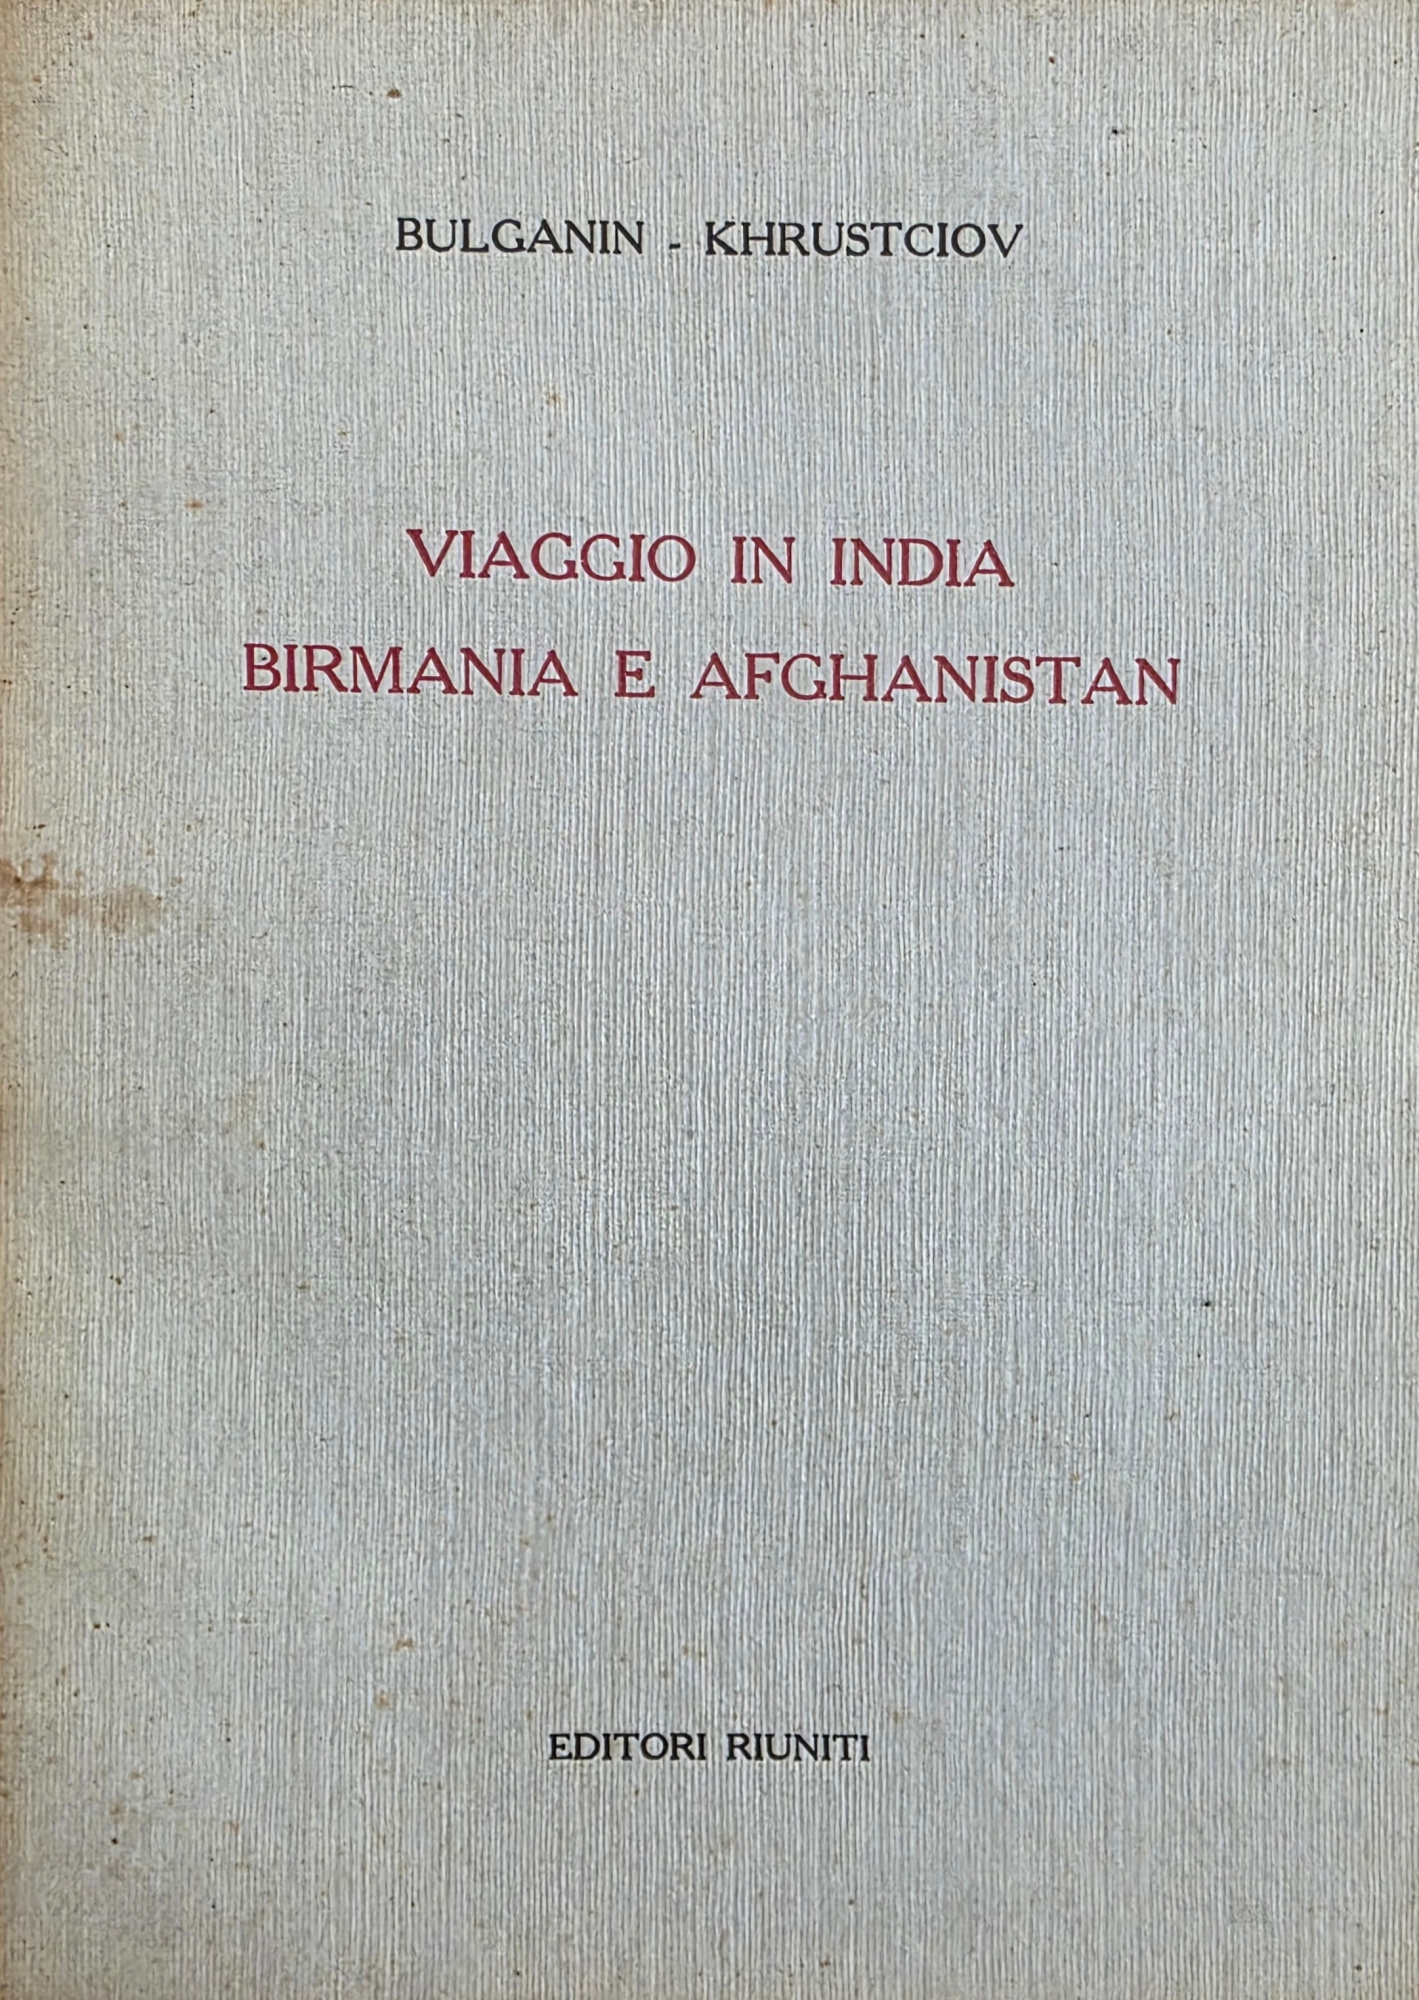 BULGANIN - KHRUSTCIOV
VIAGGIO IN INDIA
BIRMANIA E AFGHANISTAN
EDITORI RIUNITI